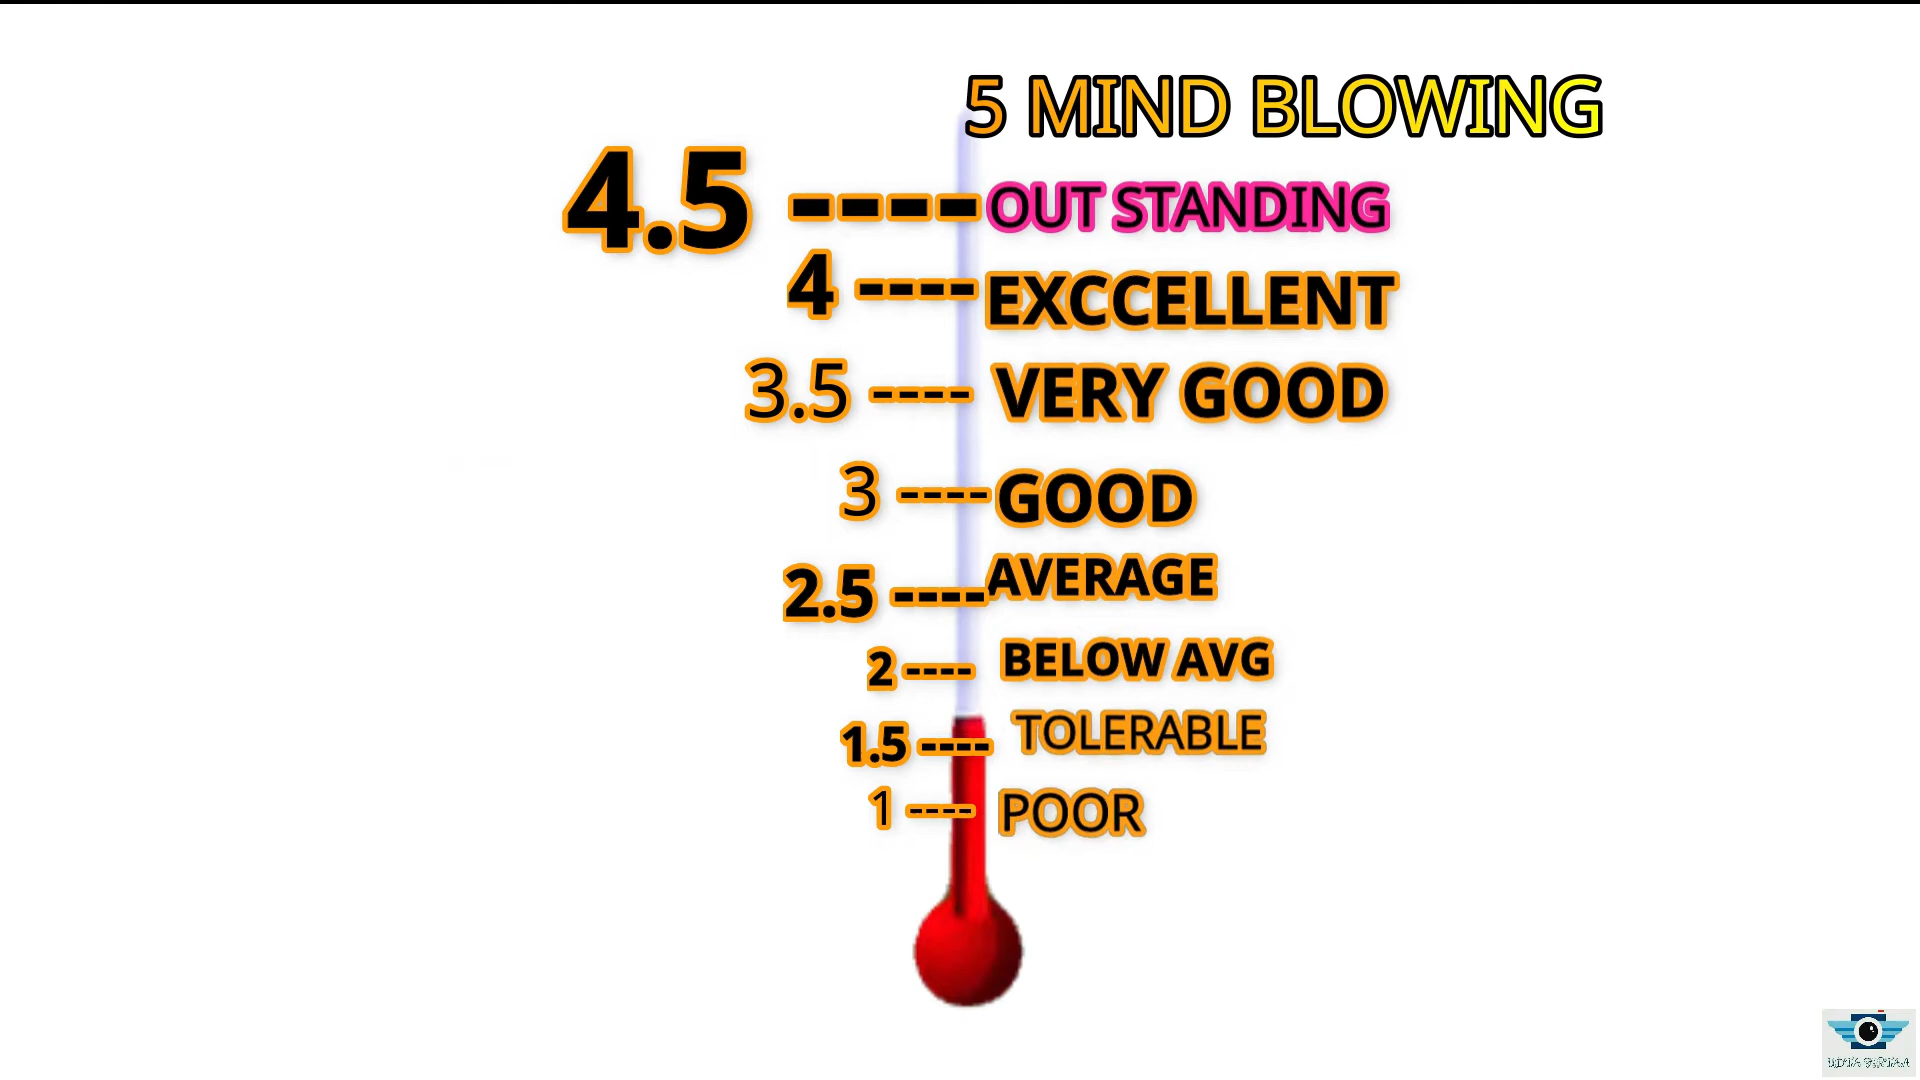 5 MIND BLOWING
4.5 ---- OUT STANDING
4 ---- EXCCELLENT
3.5 ---- VERY GOOD
3 ---- GOOD
2.5 ---- AVERAGE
2 ---- BELOW AVG
1.5 ---- TOLERABLE
1 ---- POOR